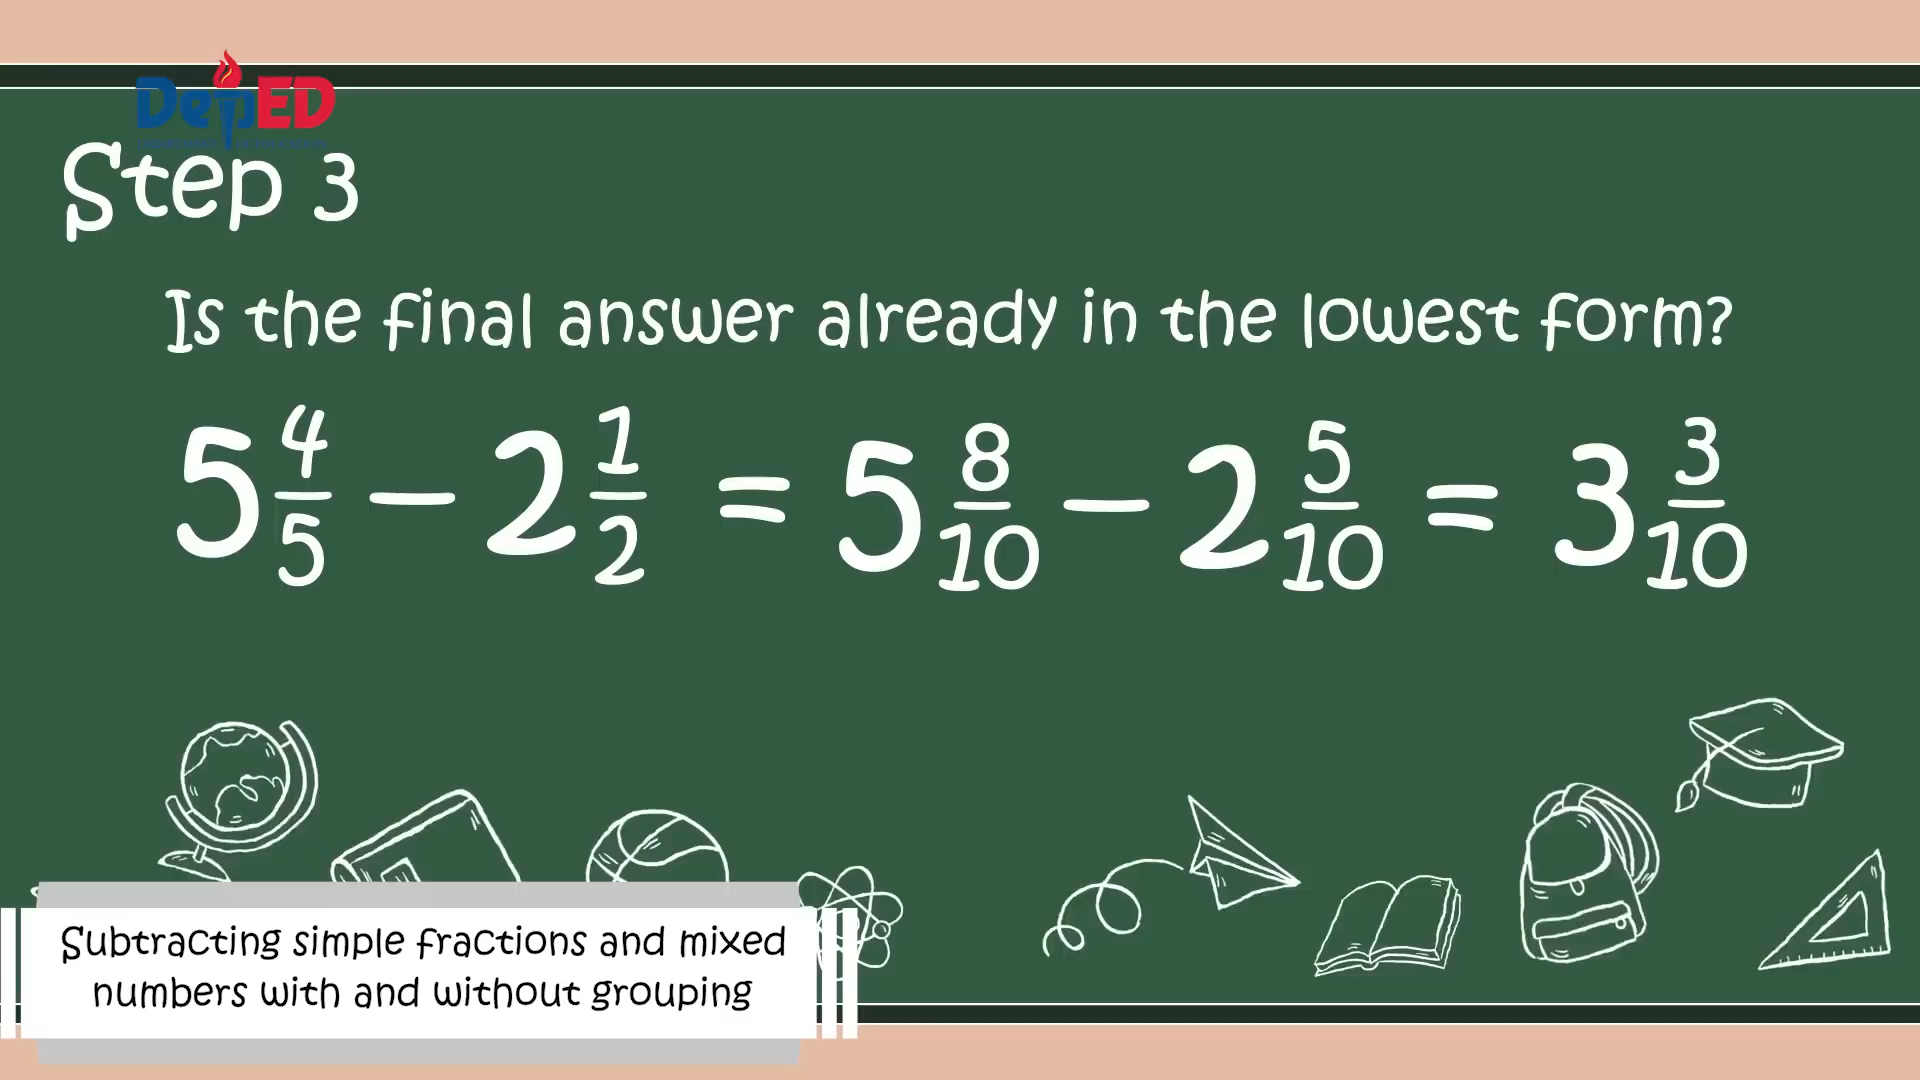 DepED
Step 3
Is the final answer already in the lowest form?
5 4/5 – 2 1/2 = 5 8/10 – 2 5/10 = 3 3/10
Subtracting simple fractions and mixed
numbers with and without grouping